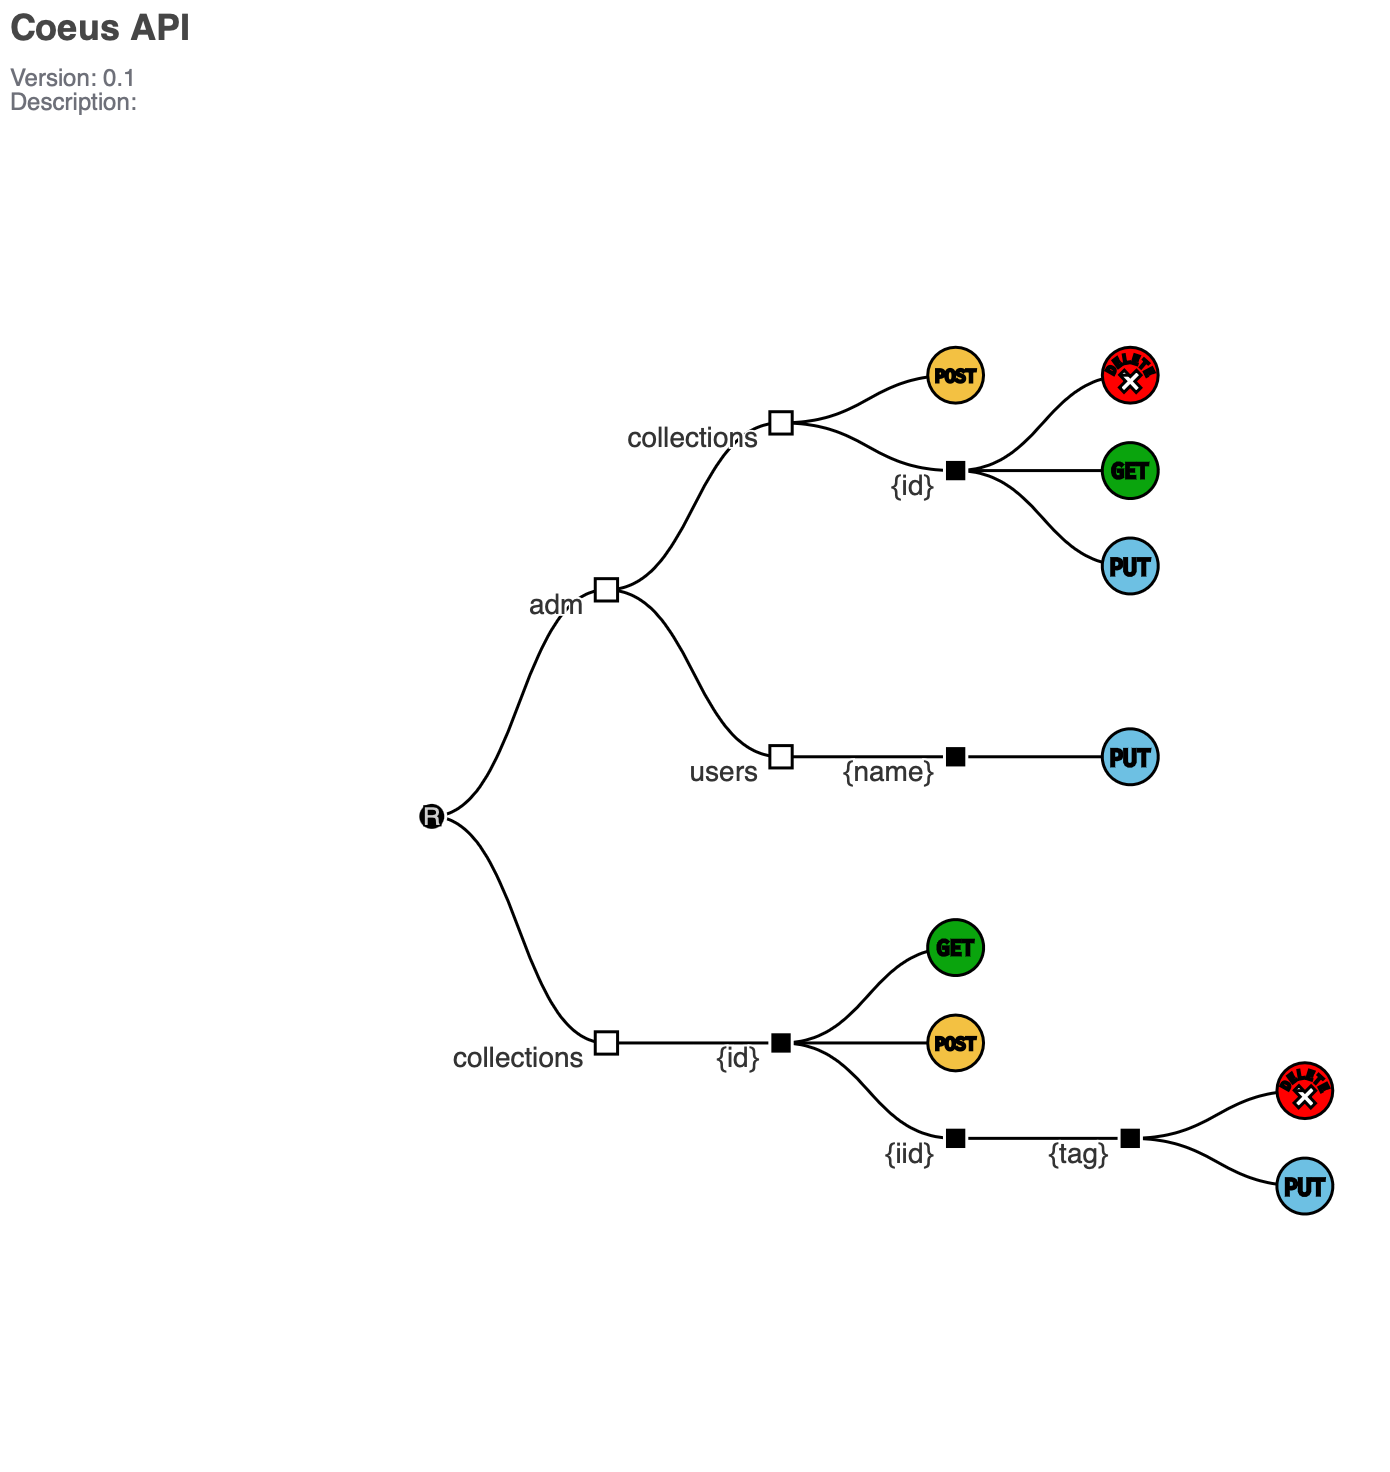 Coeus API
Version: 0.1
Description:
POST
DELETE
collections
{id}
GET
PUT
adm
users
{name}
PUT
R
GET
collections
{id}
POST
DELETE
{iid}
{tag}
PUT